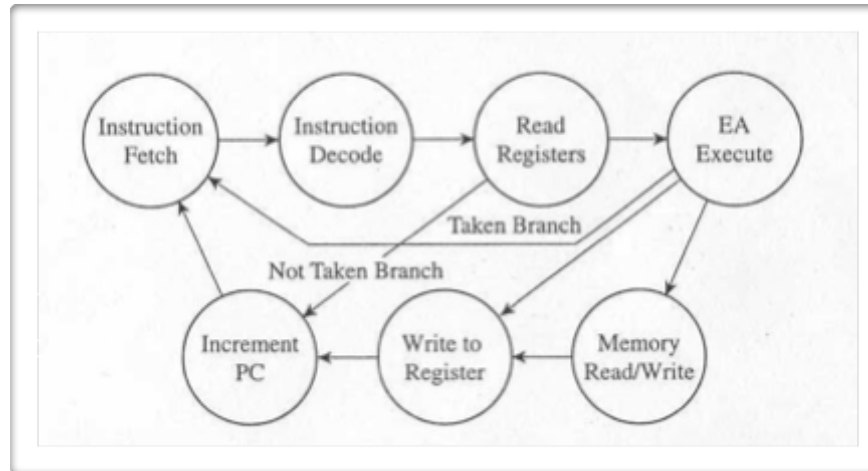 Instruction
Fetch
Instruction
Decode
Read
Registers
EA
Execute
Taken Branch
Not Taken Branch
Increment
PC
Write to
Register
Memory
Read/Write